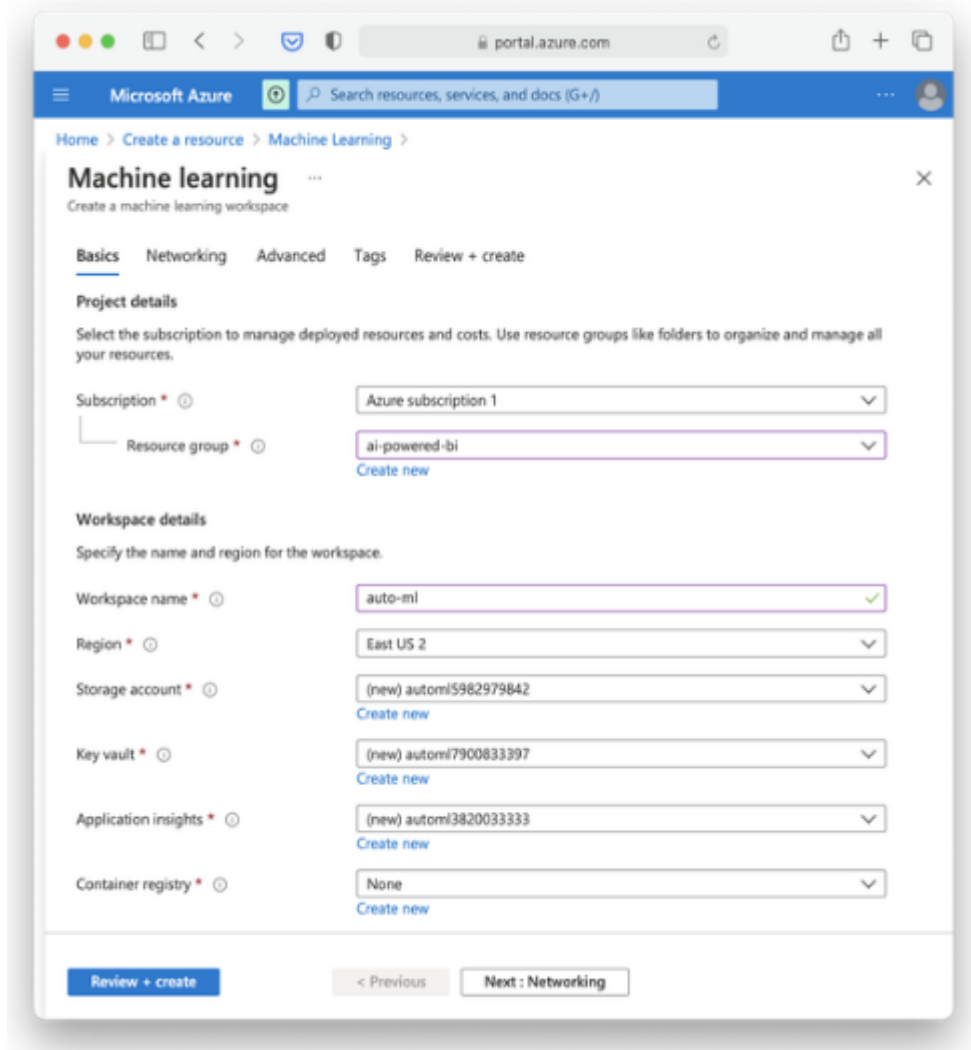 portal.azure.com
Microsoft Azure Search resources, services, and docs (G+/)
Home > Create a resource > Machine Learning >
Machine learning ...
Create a machine learning workspace
Basics Networking Advanced Tags Review + create
Project details
Select the subscription to manage deployed resources and costs. Use resource groups like folders to organize and manage all
your resources.
Subscription * Azure subscription 1
Resource group * ai-powered-bi
Create new
Workspace details
Specify the name and region for the workspace.
Workspace name * auto-ml
Region * East US 2
Storage account * (new) automl5982979842
Create new
Key vault * (new) automl7900833397
Create new
Application insights * (new) automl3820033333
Create new
Container registry * None
Create new
Review + create < Previous Next : Networking